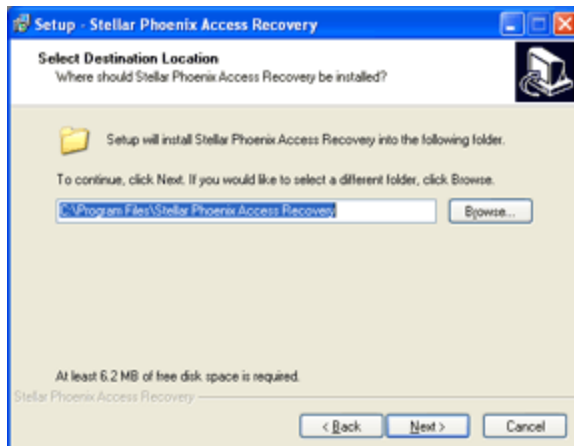 Setup - Stellar Phoenix Access Recovery
Select Destination Location
Where should Stellar Phoenix Access Recovery be installed?
Setup will install Stellar Phoenix Access Recovery into the following folder.
To continue, click Next. If you would like to select a different folder, click Browse.
C:\Program Files\Stellar Phoenix Access Recovery
Browse...
At least 6.2 MB of free disk space is required.
Stellar Phoenix Access Recovery
< Back
Next >
Cancel